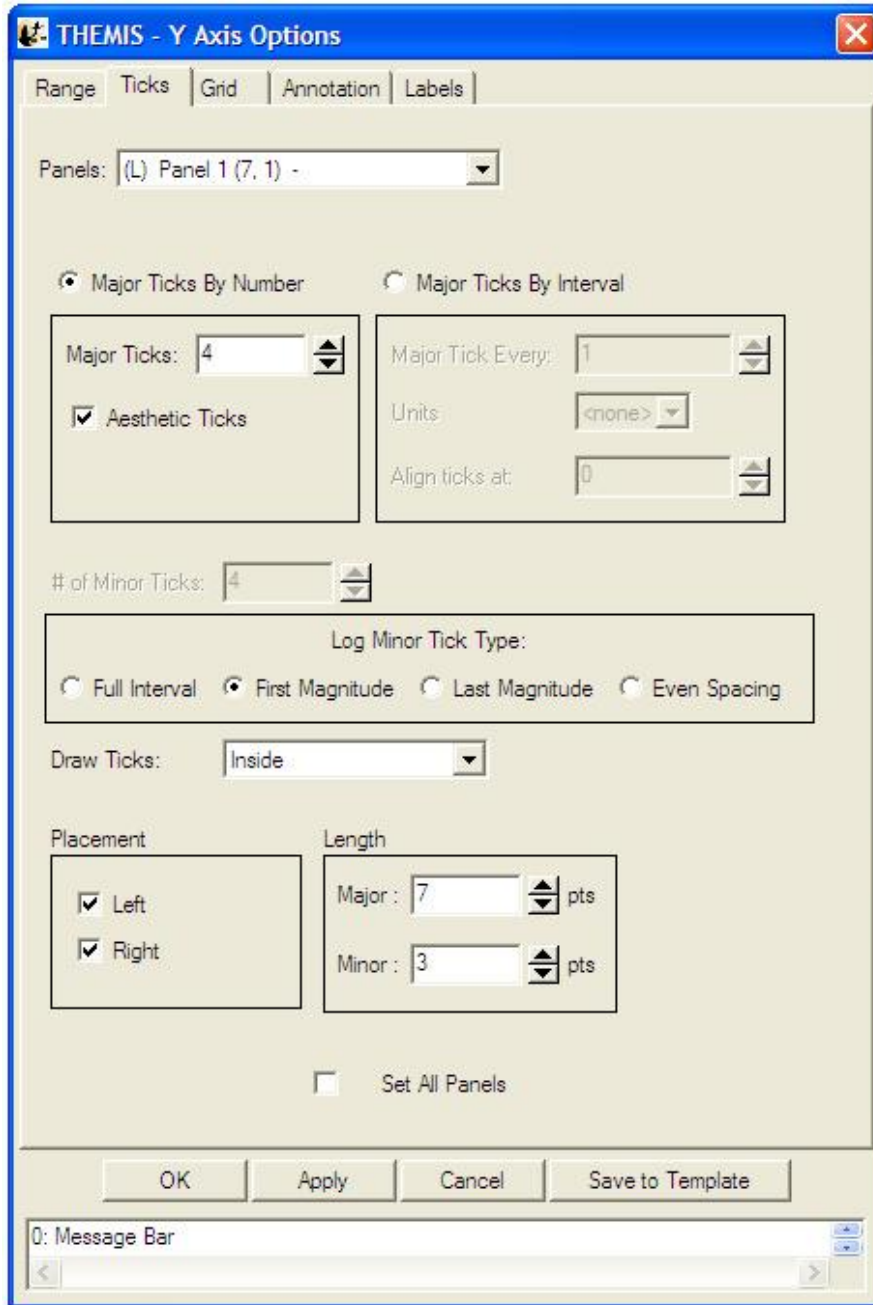 THEMIS - Y Axis Options
Range Ticks Grid Annotation Labels
Panels: (L) Panel 1 (7, 1) -
Major Ticks By Number Major Ticks By Interval
Major Ticks: 4 Major Tick Every: 1
Aesthetic Ticks Units <none>
Align ticks at: 0
# of Minor Ticks: 4
Log Minor Tick Type:
Full Interval First Magnitude Last Magnitude Even Spacing
Draw Ticks: Inside
Placement Length
Left Major : 7 pts
Right Minor : 3 pts
Set All Panels
OK Apply Cancel Save to Template
0: Message Bar